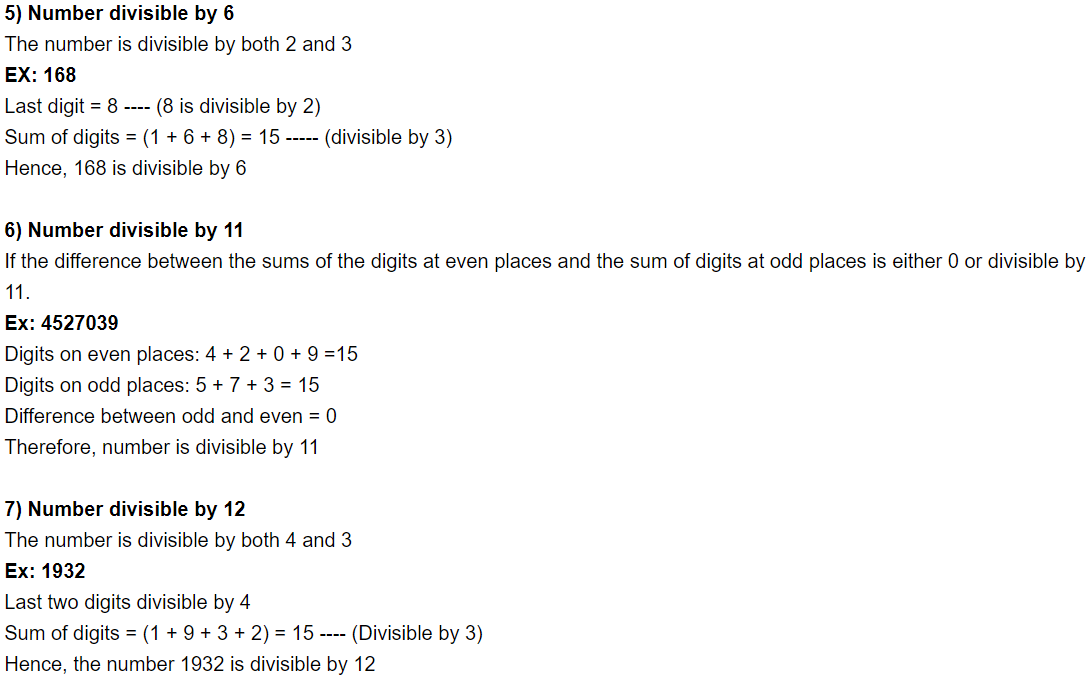 5) Number divisible by 6
The number is divisible by both 2 and 3
EX: 168
Last digit = 8 ---- (8 is divisible by 2)
Sum of digits = (1 + 6 + 8) = 15 ----- (divisible by 3)
Hence, 168 is divisible by 6
6) Number divisible by 11
If the difference between the sums of the digits at even places and the sum of digits at odd places is either 0 or divisible by
11.
Ex: 4527039
Digits on even places: 4 + 2 + 0 + 9 =15
Digits on odd places: 5 + 7 + 3 = 15
Difference between odd and even = 0
Therefore, number is divisible by 11
7) Number divisible by 12
The number is divisible by both 4 and 3
Ex: 1932
Last two digits divisible by 4
Sum of digits = (1 + 9 + 3 + 2) = 15 ---- (Divisible by 3)
Hence, the number 1932 is divisible by 12